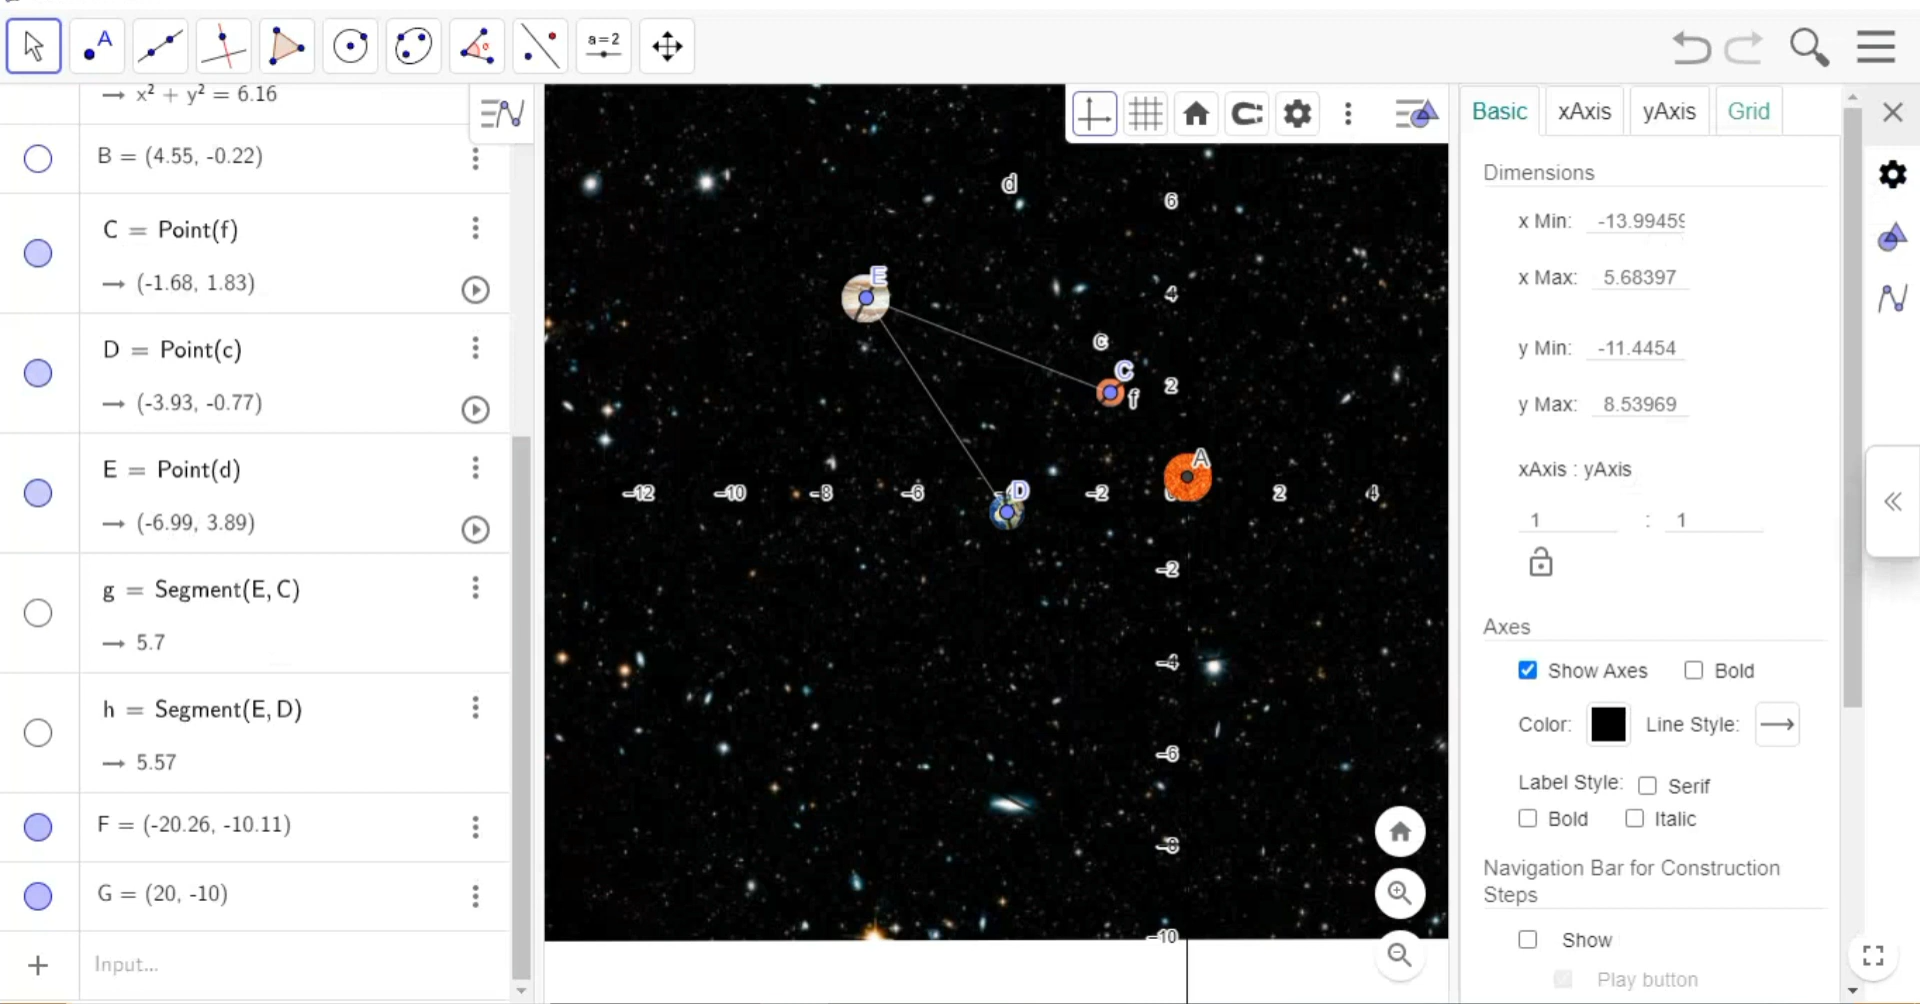 A
a=2
→ x² + y² = 6.16
B = (4.55, -0.22)
C = Point(f)
→ (-1.68, 1.83)
D = Point(c)
→ (-3.93, -0.77)
E = Point(d)
→ (-6.99, 3.89)
g = Segment(E, C)
→ 5.7
h = Segment(E, D)
→ 5.57
F = (-20.26, -10.11)
G = (20, -10)
+ Input...
d
6
E
4
c
C
2
f
A
−12 −10 −8 −6 D −2 0 2 4
−2
−4
−6
−8
−10
Basic xAxis yAxis Grid
Dimensions
x Min: -13.99459
x Max: 5.68397
y Min: -11.4454
y Max: 8.53969
xAxis : yAxis
1 : 1
Axes
Show Axes Bold
Color: Line Style:
Label Style: Serif
Bold Italic
Navigation Bar for Construction
Steps
Show
Play button